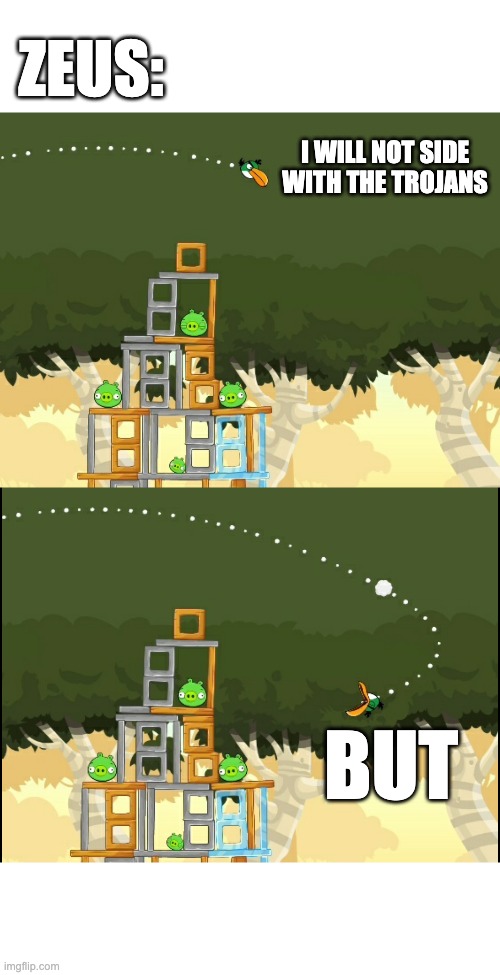 ZEUS:
I WILL NOT SIDE
WITH THE TROJANS
BUT
imgflip.com